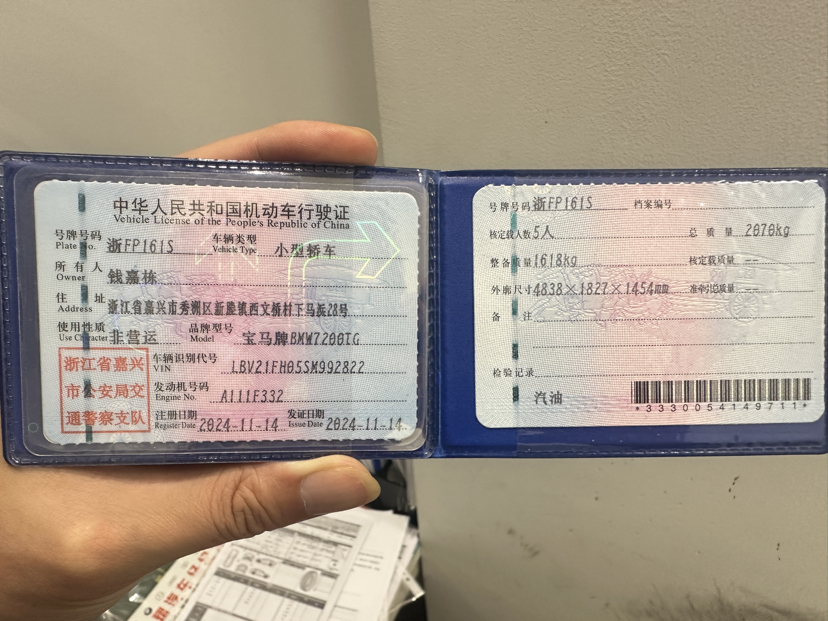 中华人民共和国机动车行驶证
Vehicle License of the People's Republic of China
号牌号码 浙FP161S 车辆类型 小型轿车
Plate No. Vehicle Type
所有人 钱嘉栋
Owner
住址 浙江省嘉兴市秀洲区新塍镇西文桥村下马浜28号
Address
使用性质 非营运 品牌型号 宝马牌BMW7200TG
Use Character Model
浙江省嘉兴
市公安局交
通警察支队
车辆识别代号 LBV21FH05SM992822
VIN
发动机号码 A111F332
Engine No.
注册日期 2024-11-14 发证日期 2024-11-14
Register Date Issue Date
号牌号码 浙FP161S 档案编号
核定载人数 5人 总质量 2070kg
整备质量 1618kg 核定载质量 --
外廓尺寸 4838×1827×1454mm 准牵引总质量 --
备注
检验记录
汽油
*3330054149711*